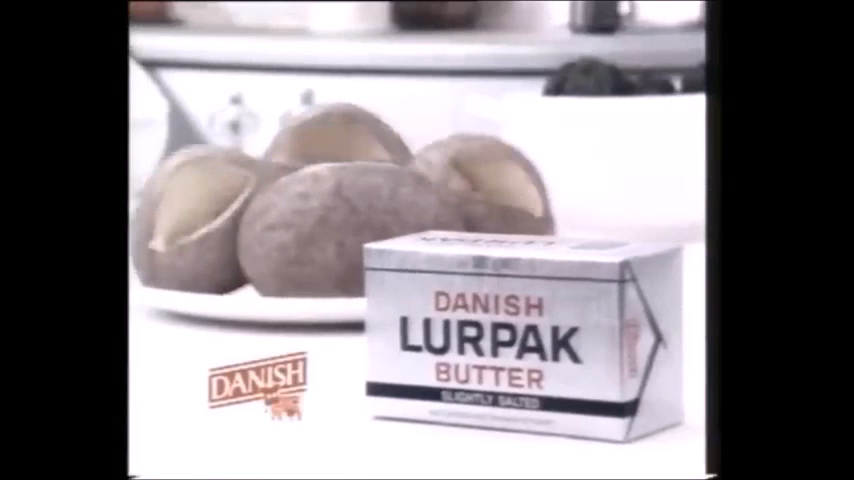 DANISH
LURPAK
BUTTER
SLIGHTLY SALTED
DANISH